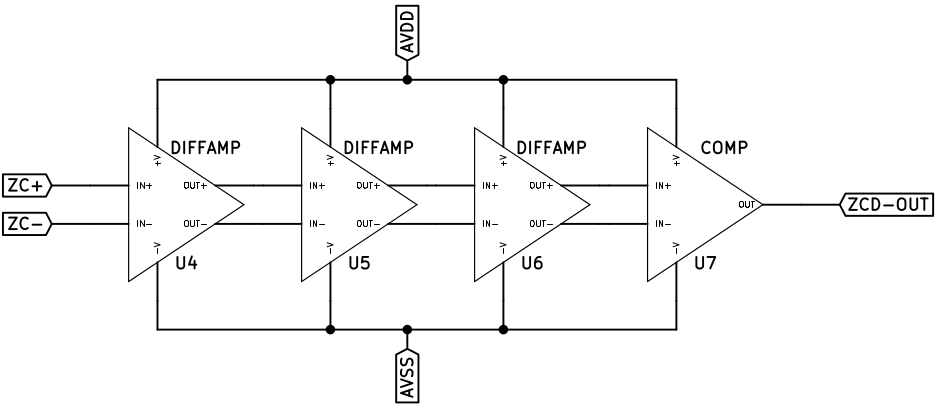 AVDD
DIFFAMP DIFFAMP DIFFAMP COMP
+V +V +V +V
ZC+ IN+ OUT+ IN+ OUT+ IN+ OUT+ IN+
OUT ZCD-OUT
ZC- IN- OUT- IN- OUT- IN- OUT- IN-
-V -V -V -V
U4 U5 U6 U7
AVSS